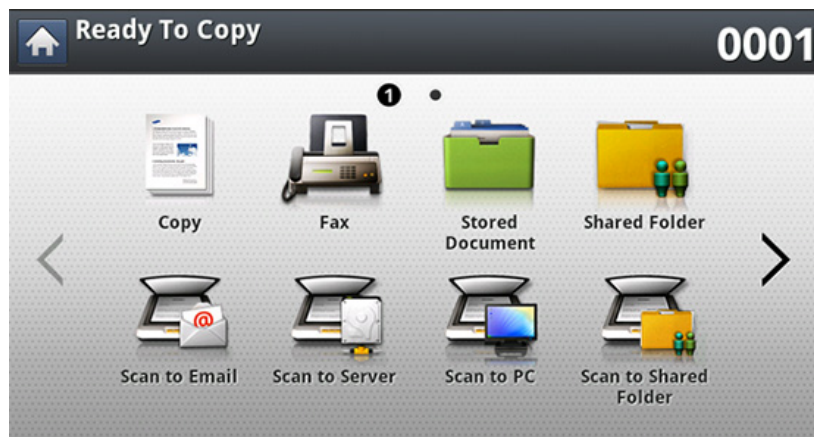 Ready To Copy
0001
1
Copy
Fax
Stored
Document
Shared Folder
Scan to Email
Scan to Server
Scan to PC
Scan to Shared
Folder